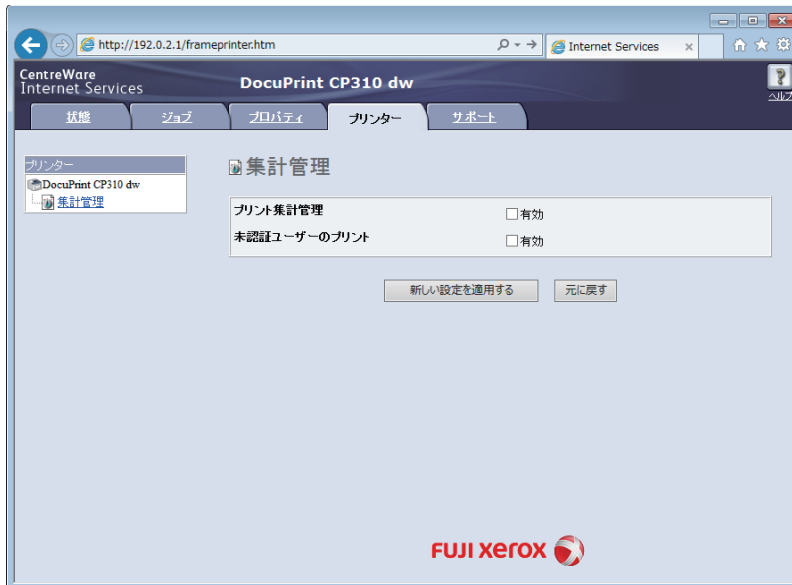 http://192.0.2.1/frameprinter.htm
Internet Services
CentreWare
Internet Services
DocuPrint CP310 dw
ヘルプ
状態 ジョブ プロパティ プリンター サポート
プリンター
DocuPrint CP310 dw
集計管理
集計管理
プリント集計管理 有効
未認証ユーザーのプリント 有効
新しい設定を適用する 元に戻す
FUJI xerox